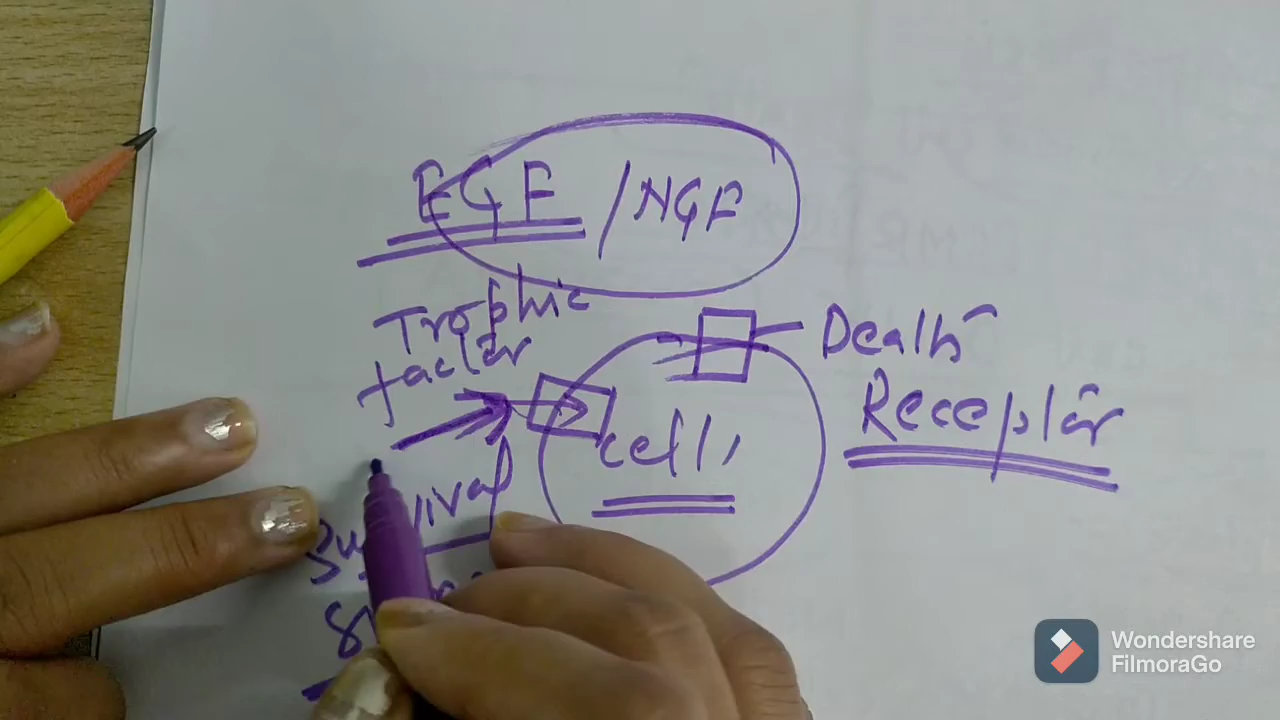 EGF /NGF
Trophic
factor
Death
Receptor
cell
Wondershare
FilmoraGo